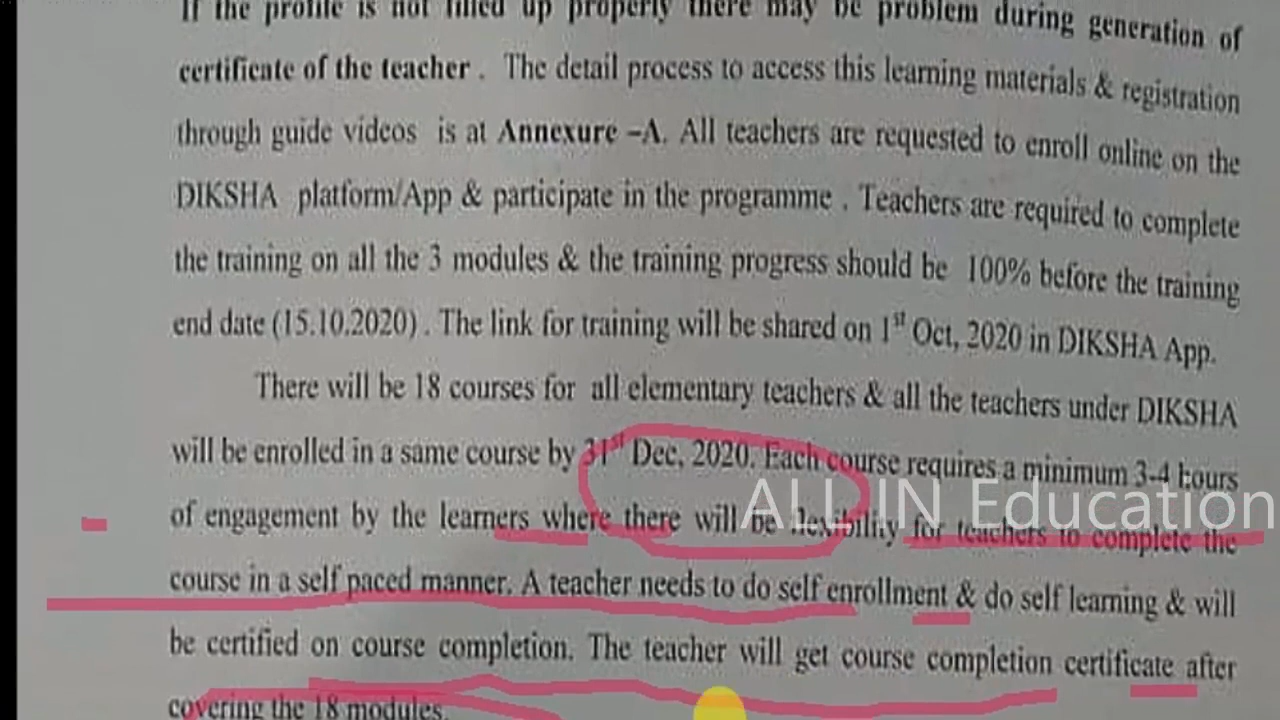 If the profile is not filled up properly there may be problem during generation of
certificate of the teacher . The detail process to access this learning materials & registration
through guide videos is at Annexure –A. All teachers are requested to enroll online on the
DIKSHA platform/App & participate in the programme . Teachers are required to complete
the training on all the 3 modules & the training progress should be 100% before the training
end date (15.10.2020) . The link for training will be shared on 1st Oct, 2020 in DIKSHA App.
There will be 18 courses for all elementary teachers & all the teachers under DIKSHA
will be enrolled in a same course by 31st Dec, 2020. Each course requires a minimum 3-4 hours
ALL IN Education
of engagement by the learners where there will be flexibility for teachers to complete the
course in a self paced manner. A teacher needs to do self enrollment & do self learning & will
be certified on course completion. The teacher will get course completion certificate after
covering the 18 modules.